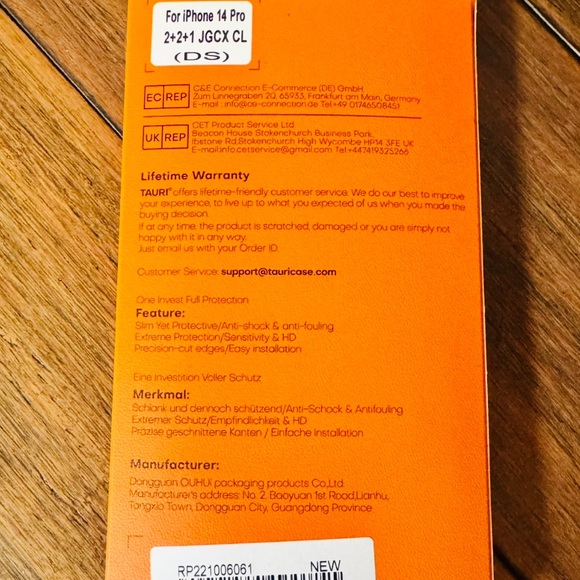 For iPhone 14 Pro
2+2+1 JGCX CL
(DS)
EC REP
C&E Connection E-Commerce (DE) GmbH
Zum Linnegraben 20, 65933, Frankfurt am Main, Germany
E-mail : info@ce-connection.de Tel:+49 01746508451
UK REP
CET Product Service Ltd.
Beacon House Stokenchurch Business Park,
Ibstone Rd,Stokenchurch High Wycombe HP14 3FE UK
E-mail:info.cetservice@gmail.com Tel:+447419325266
Lifetime Warranty
TAURI® offers lifetime-friendly customer service. We do our best to improve
your experience, to live up to what you expected of us when you made the
buying decision.
If at any time, the product is scratched, damaged or you are simply not
happy with it in any way.
Just email us with your Order ID.
Customer Service: support@tauricase.com
One Invest Full Protection
Feature:
Slim Yet Protective/Anti-shock & anti-fouling
Extreme Protection/Sensitivity & HD
Precision-cut edges/Easy installation
Eine Investition Voller Schutz
Merkmal:
Schlank und dennoch schützend/Anti-Schock & Antifouling
Extremer Schutz/Empfindlichkeit & HD
Präzise geschnittene Kanten / Einfache Installation
Manufacturer:
Dongguan OUHUi packaging products Co.,Ltd.
Manufacturer's address: No. 2, Baoyuan 1st Road,Lianhu,
Tangxia Town, Dongguan City, Guangdong Province
RP221006061 NEW